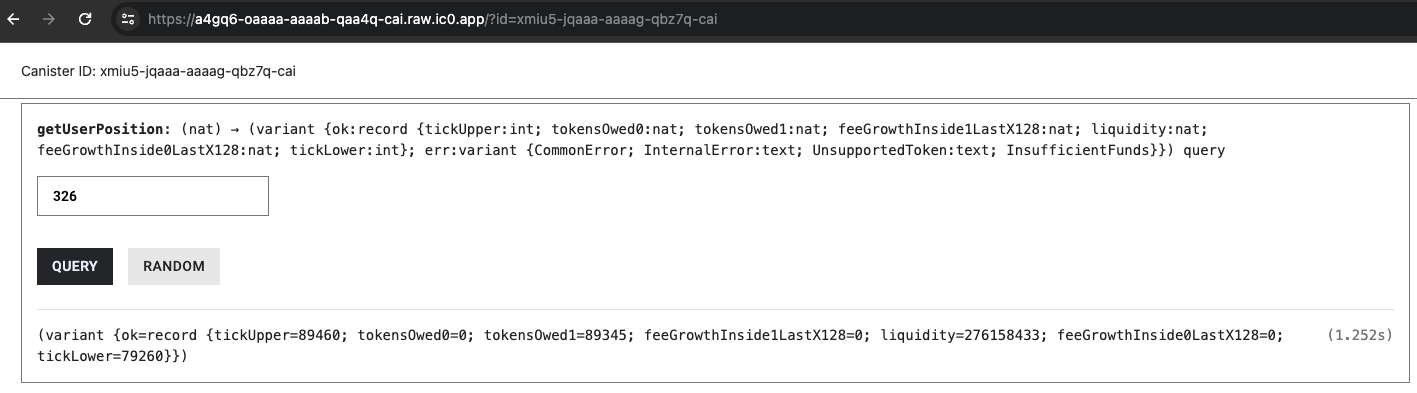 https://a4gq6-oaaaa-aaaab-qaa4q-cai.raw.ic0.app/?id=xmiu5-jqaaa-aaaag-qbz7q-cai
Canister ID: xmiu5-jqaaa-aaaag-qbz7q-cai
getUserPosition: (nat) → (variant {ok:record {tickUpper:int; tokensOwed0:nat; tokensOwed1:nat; feeGrowthInside1LastX128:nat; liquidity:nat;
feeGrowthInside0LastX128:nat; tickLower:int}; err:variant {CommonError; InternalError:text; UnsupportedToken:text; InsufficientFunds}}) query
326
QUERY RANDOM
(variant {ok=record {tickUpper=89460; tokensOwed0=0; tokensOwed1=89345; feeGrowthInside1LastX128=0; liquidity=276158433; feeGrowthInside0LastX128=0; (1.252s)
tickLower=79260}})